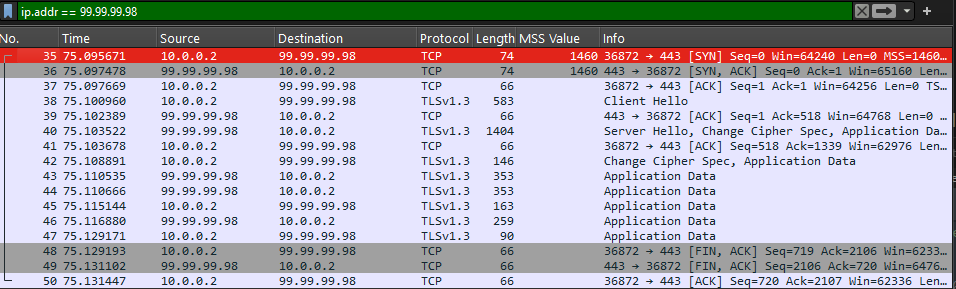 ip.addr == 99.99.99.98
No. Time Source Destination Protocol Length MSS Value Info
35 75.095671 10.0.0.2 99.99.99.98 TCP 74 1460 36872 → 443 [SYN] Seq=0 Win=64240 Len=0 MSS=1460...
36 75.097478 99.99.99.98 10.0.0.2 TCP 74 1460 443 → 36872 [SYN, ACK] Seq=0 Ack=1 Win=65160 Len...
37 75.097669 10.0.0.2 99.99.99.98 TCP 66 36872 → 443 [ACK] Seq=1 Ack=1 Win=64256 Len=0 TS...
38 75.100960 10.0.0.2 99.99.99.98 TLSv1.3 583 Client Hello
39 75.102389 99.99.99.98 10.0.0.2 TCP 66 443 → 36872 [ACK] Seq=1 Ack=518 Win=64768 Len=0 ...
40 75.103522 99.99.99.98 10.0.0.2 TLSv1.3 1404 Server Hello, Change Cipher Spec, Application Da...
41 75.103678 10.0.0.2 99.99.99.98 TCP 66 36872 → 443 [ACK] Seq=518 Ack=1339 Win=62976 Len...
42 75.108891 10.0.0.2 99.99.99.98 TLSv1.3 146 Change Cipher Spec, Application Data
43 75.110535 99.99.99.98 10.0.0.2 TLSv1.3 353 Application Data
44 75.110666 99.99.99.98 10.0.0.2 TLSv1.3 353 Application Data
45 75.115144 10.0.0.2 99.99.99.98 TLSv1.3 163 Application Data
46 75.116880 99.99.99.98 10.0.0.2 TLSv1.3 259 Application Data
47 75.129171 10.0.0.2 99.99.99.98 TLSv1.3 90 Application Data
48 75.129193 10.0.0.2 99.99.99.98 TCP 66 36872 → 443 [FIN, ACK] Seq=719 Ack=2106 Win=6233...
49 75.131102 99.99.99.98 10.0.0.2 TCP 66 443 → 36872 [FIN, ACK] Seq=2106 Ack=720 Win=6476...
50 75.131447 10.0.0.2 99.99.99.98 TCP 66 36872 → 443 [ACK] Seq=720 Ack=2107 Win=62336 Len...